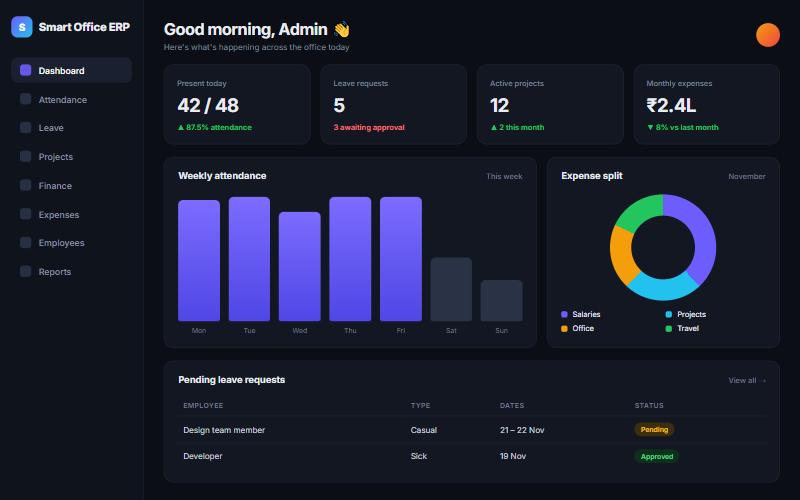 S Smart Office ERP
Dashboard
Attendance
Leave
Projects
Finance
Expenses
Employees
Reports
Good morning, Admin 👋
Here's what's happening across the office today
Present today
42 / 48
▲ 87.5% attendance
Leave requests
5
3 awaiting approval
Active projects
12
▲ 2 this month
Monthly expenses
₹2.4L
▼ 8% vs last month
Weekly attendance This week
Mon Tue Wed Thu Fri Sat Sun
Expense split November
Salaries Projects
Office Travel
Pending leave requests View all →
EMPLOYEE TYPE DATES STATUS
Design team member Casual 21 – 22 Nov Pending
Developer Sick 19 Nov Approved